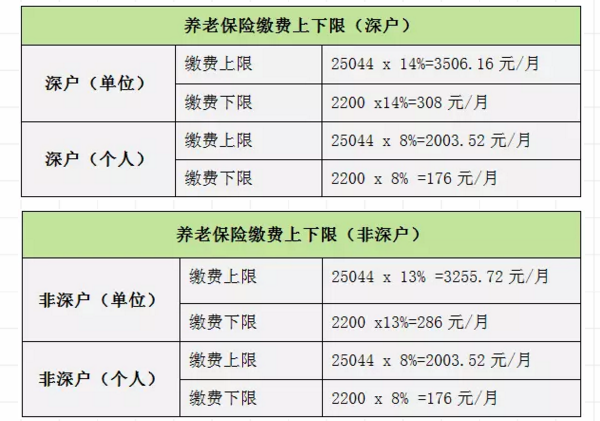 养老保险缴费上下限（深户）
深户（单位） 缴费上限 25044 x 14%=3506.16 元/月
缴费下限 2200 x14%=308 元/月
深户（个人） 缴费上限 25044 x 8%=2003.52 元/月
缴费下限 2200 x 8% =176 元/月
养老保险缴费上下限（非深户）
非深户（单位） 缴费上限 25044 x 13% =3255.72 元/月
缴费下限 2200 x13%=286 元/月
非深户（个人） 缴费上限 25044 x 8%=2003.52 元/月
缴费下限 2200 x 8% =176 元/月